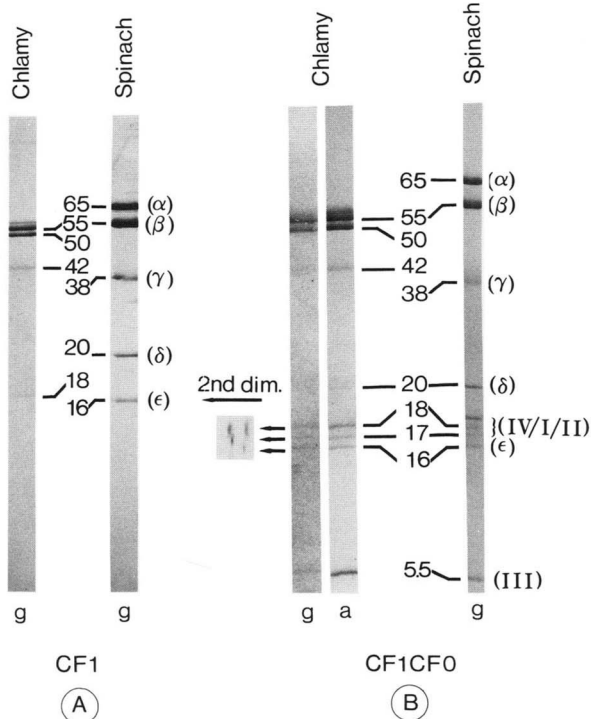 Chlamy
Spinach
Chlamy
Spinach
65
(α)
55
(β)
50
42
38
(γ)
20
(δ)
18
16
(ϵ)
65
(α)
55
(β)
50
42
38
(γ)
20
(δ)
2nd dim.
18
17
}(IV/I/II)
16
(ϵ)
5.5
(III)
g
g
g
a
g
CF1
CF1CF0
A
B